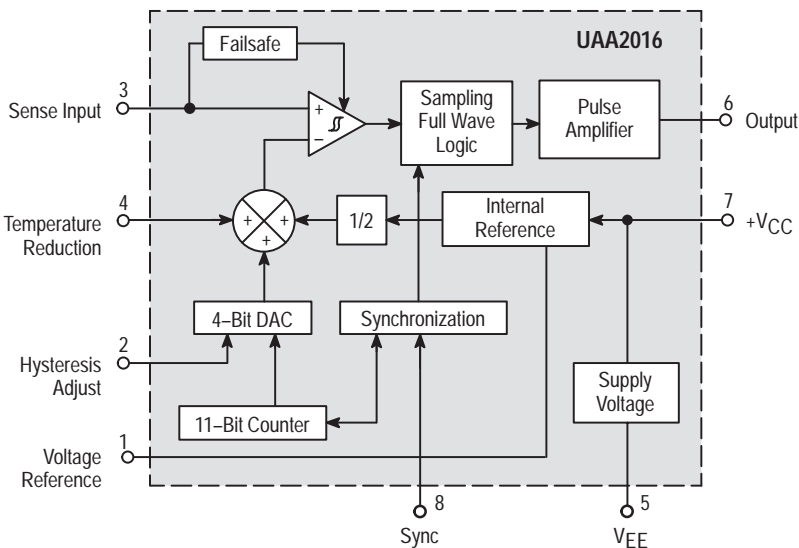 UAA2016
Failsafe
3
Sense Input
+
−
Sampling
Full Wave
Logic
Pulse
Amplifier
6
Output
4
Temperature
Reduction
+
+
+
1/2
Internal
Reference
7
+VCC
4–Bit DAC
Synchronization
2
Hysteresis
Adjust
Supply
Voltage
11–Bit Counter
1
Voltage
Reference
8
Sync
5
VEE